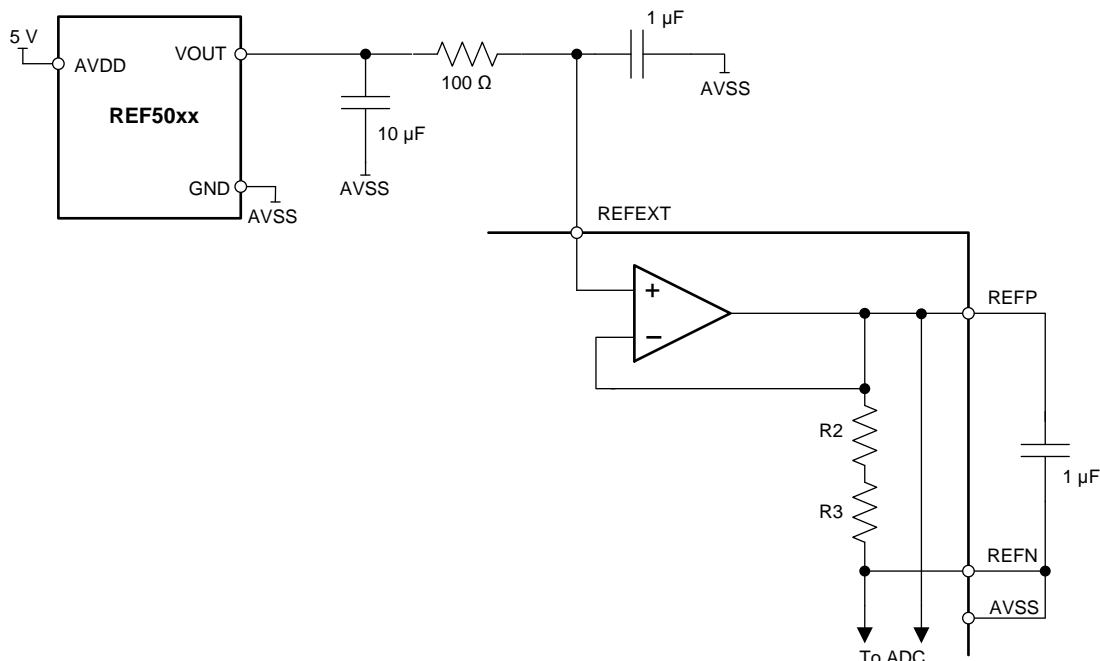 5 V
AVDD
VOUT
REF50xx
GND
AVSS
10 µF
AVSS
100 Ω
1 µF
AVSS
REFEXT
+
−
REFP
R2
R3
1 µF
REFN
AVSS
To ADC